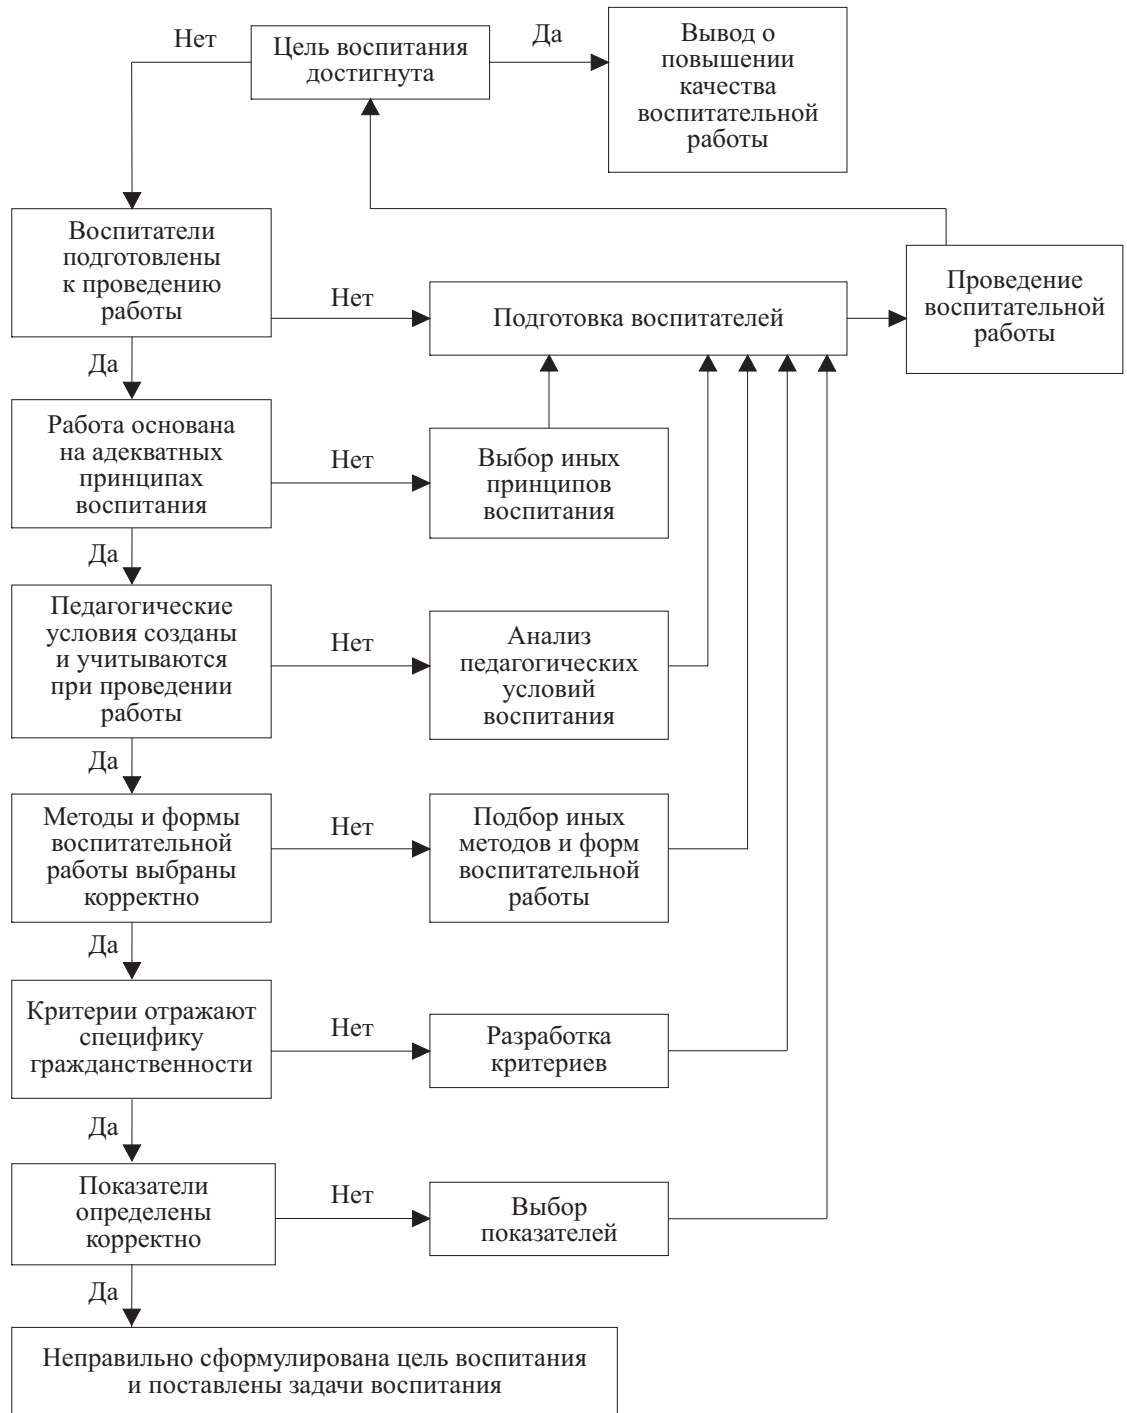 Нет
Цель воспитания
достигнута
Да
Вывод о
повышении
качества
воспитательной
работы
Воспитатели
подготовлены
к проведению
работы
Нет
Подготовка воспитателей
Проведение
воспитательной
работы
Да
Работа основана
на адекватных
принципах
воспитания
Нет
Выбор иных
принципов
воспитания
Да
Педагогические
условия созданы
и учитываются
при проведении
работы
Нет
Анализ
педагогических
условий
воспитания
Да
Методы и формы
воспитательной
работы выбраны
корректно
Нет
Подбор иных
методов и форм
воспитательной
работы
Да
Критерии отражают
специфику
гражданственности
Нет
Разработка
критериев
Да
Показатели
определены
корректно
Нет
Выбор
показателей
Да
Неправильно сформулирована цель воспитания
и поставлены задачи воспитания